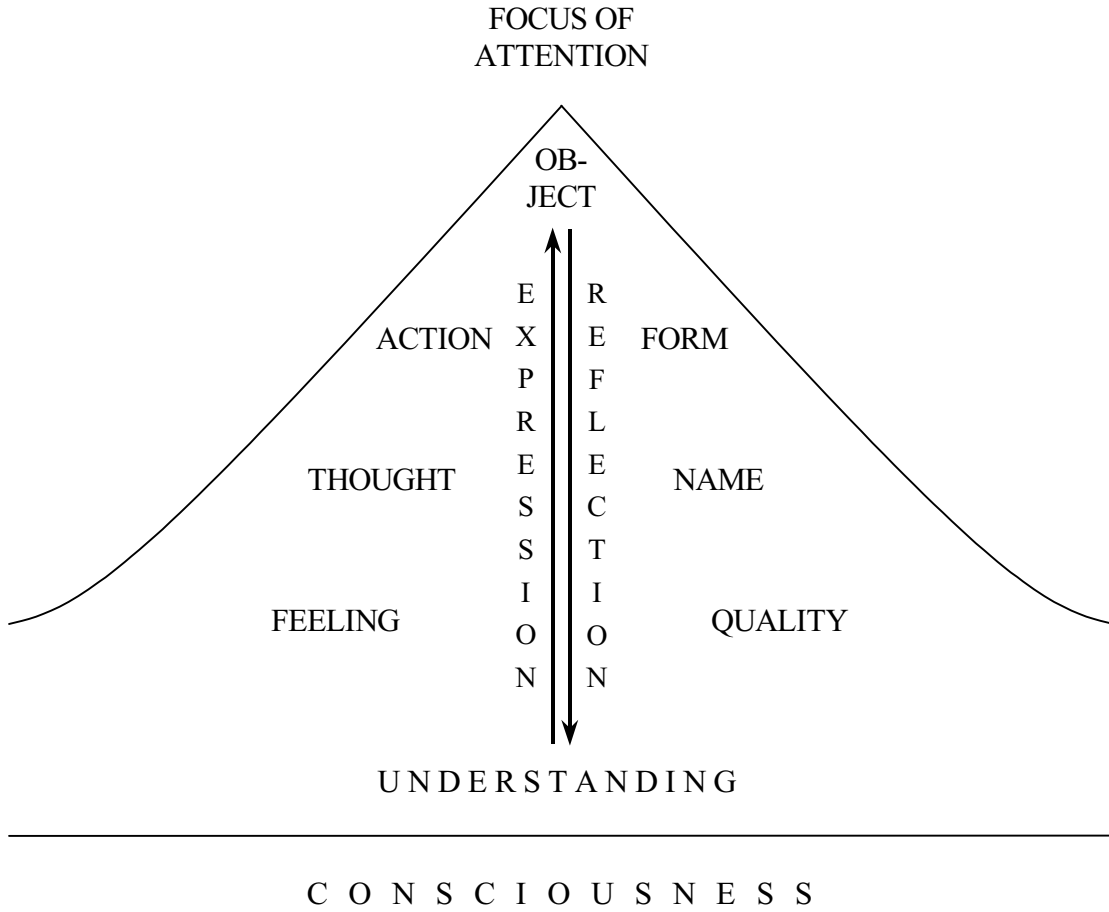 FOCUS OF
ATTENTION
OB-
JECT
EXPRESSION
REFLECTION
ACTION
FORM
THOUGHT
NAME
FEELING
QUALITY
UNDERSTANDING
CONSCIOUSNESS